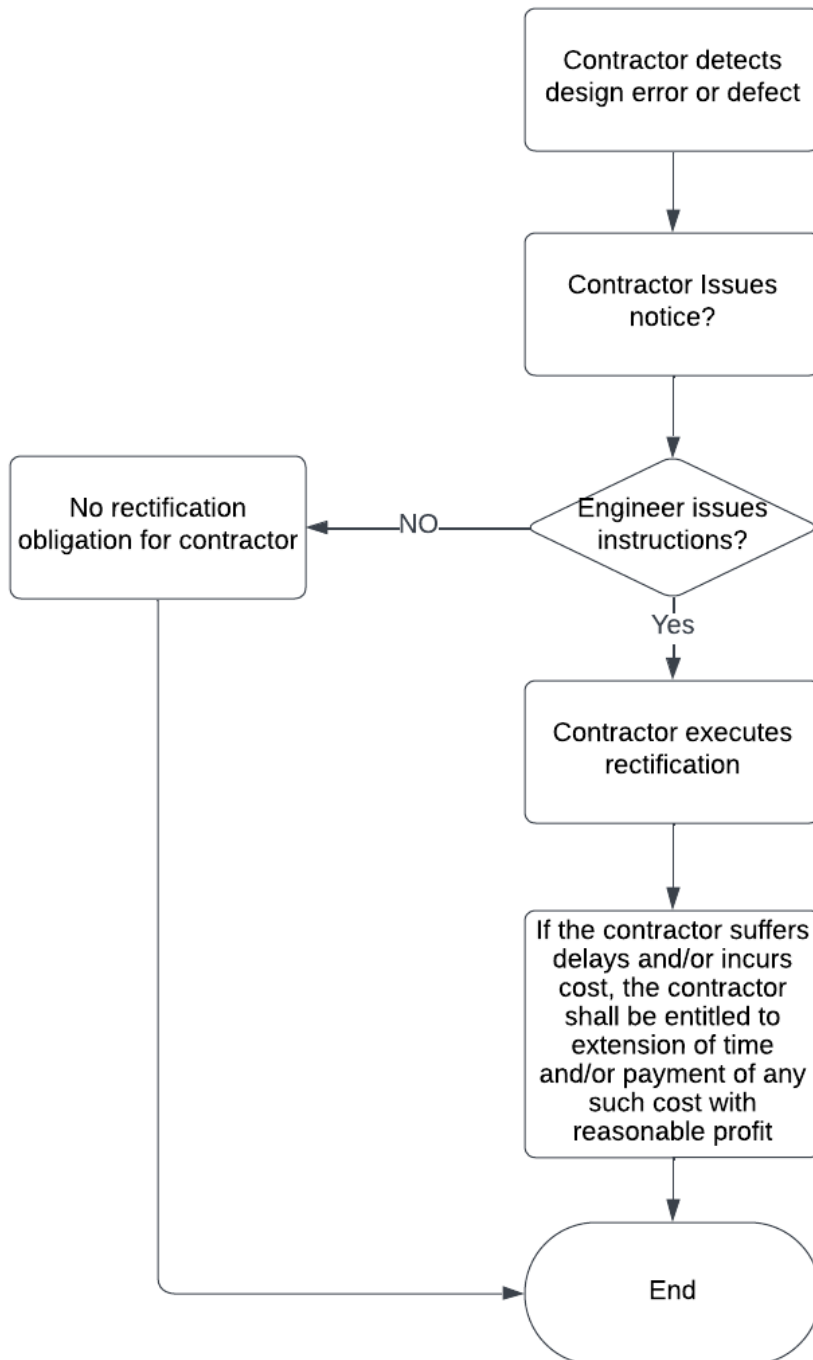 Contractor detects
design error or defect
Contractor Issues
notice?
Engineer issues
instructions?
NO
No rectification
obligation for contractor
Yes
Contractor executes
rectification
If the contractor suffers
delays and/or incurs
cost, the contractor
shall be entitled to
extension of time
and/or payment of any
such cost with
reasonable profit
End